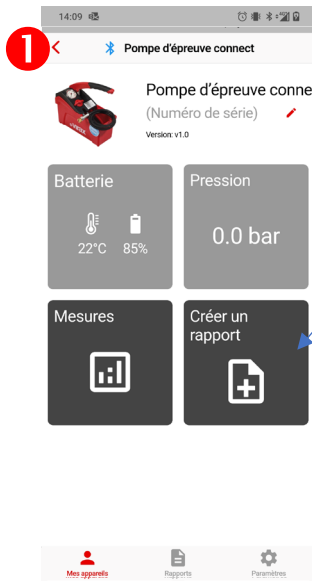 14:09
1
Pompe d'épreuve connect
Pompe d'épreuve conne
(Numéro de série)
Version: v1.0
Batterie
22°C 85%
Pression
0.0 bar
Mesures
Créer un
rapport
Mes appareils
Rapports
Paramètres